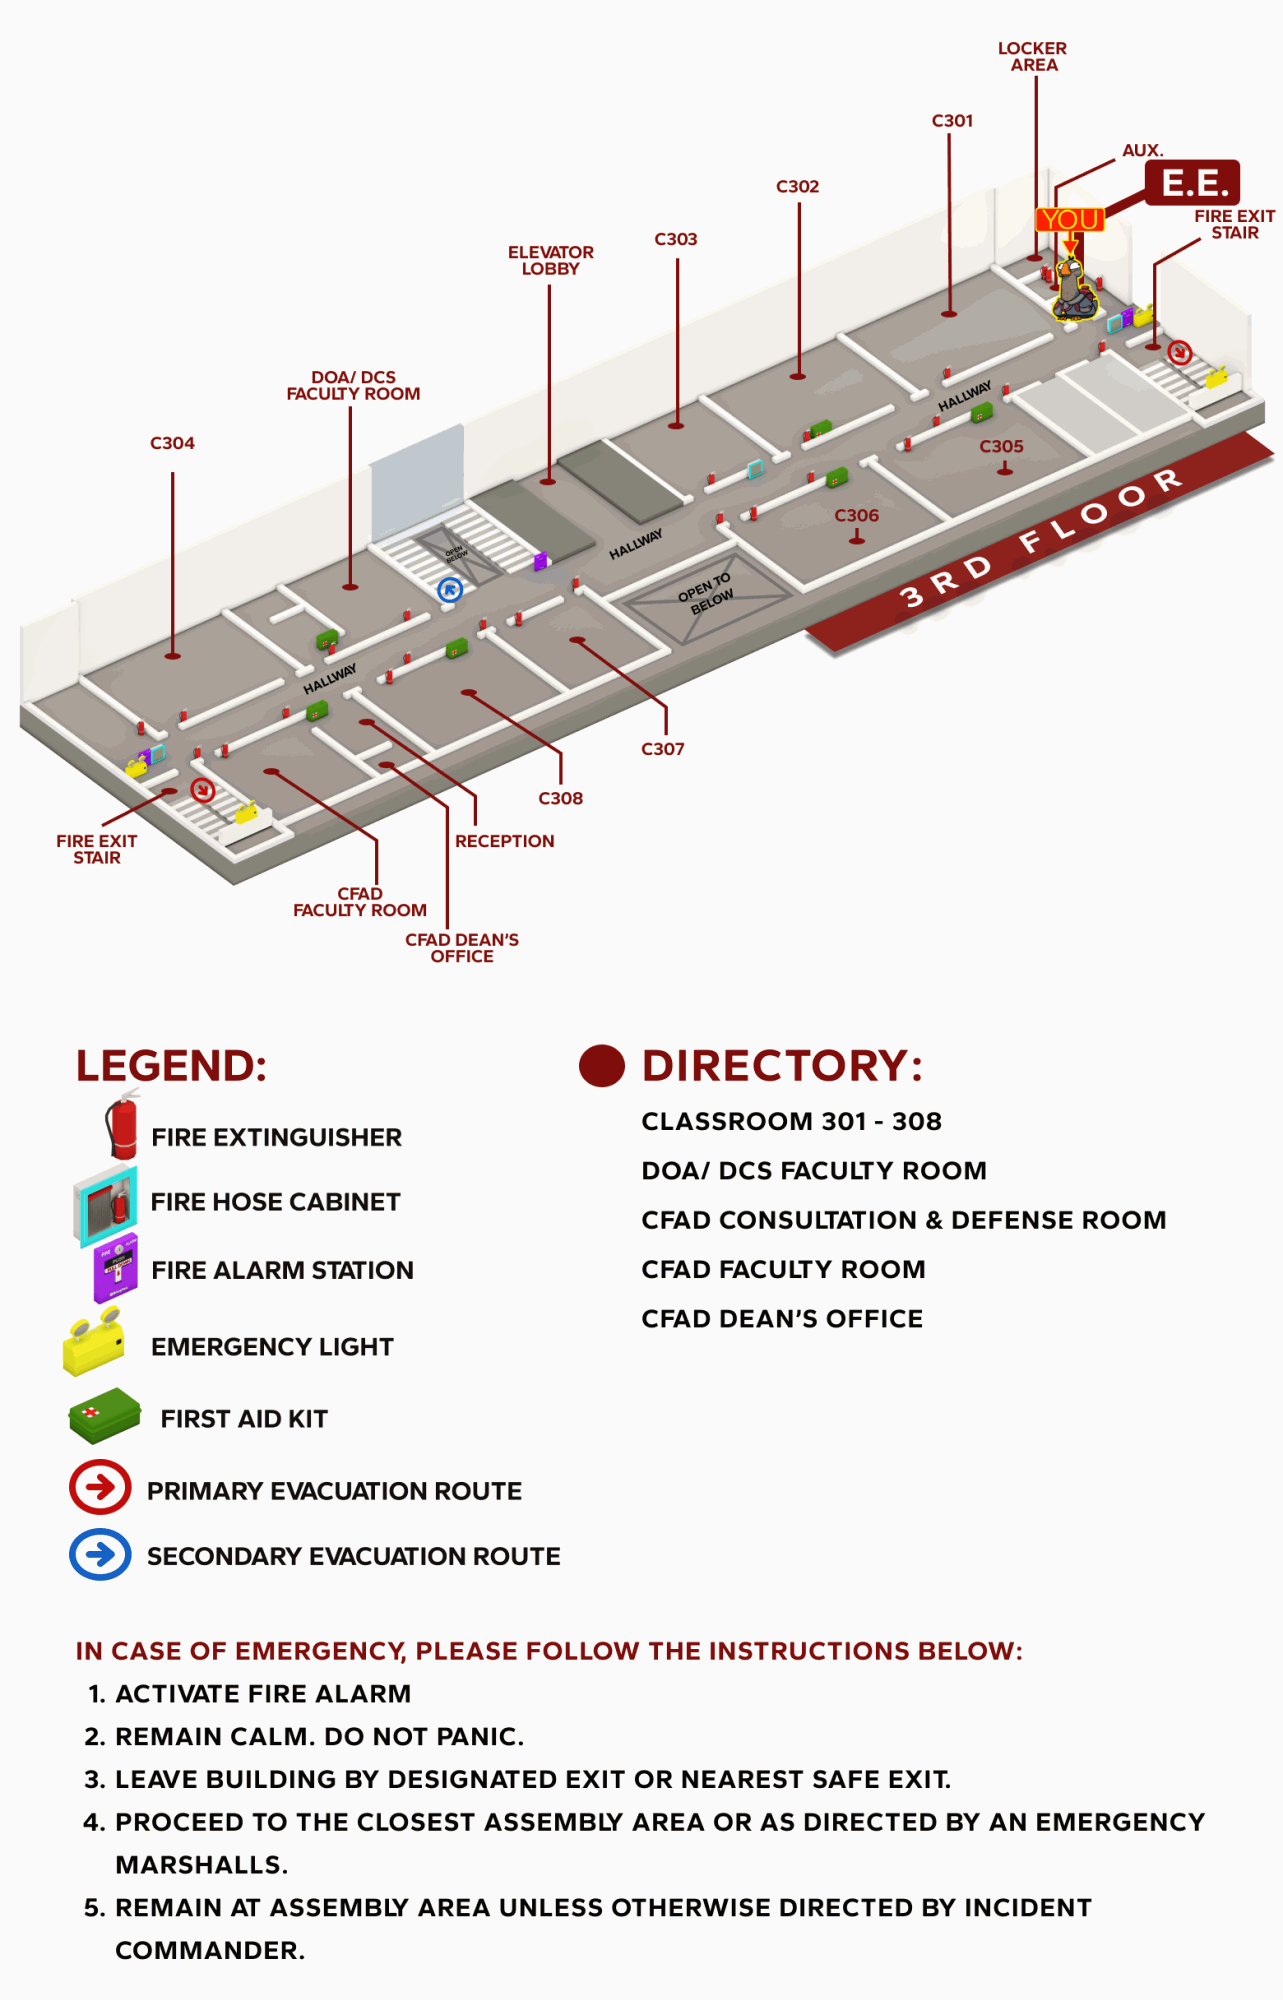 LOCKER
AREA
C301
AUX.
C302
E.E.
YOU
FIRE EXIT
STAIR
C303
ELEVATOR
LOBBY
DOA/ DCS
FACULTY ROOM
C304
HALLWAY
C305
OPEN
BELOW
C306
HALLWAY
3RD FLOOR
OPEN TO
BELOW
HALLWAY
C307
C308
FIRE EXIT
STAIR
RECEPTION
CFAD
FACULTY ROOM
CFAD DEAN'S
OFFICE
LEGEND:
FIRE EXTINGUISHER
FIRE HOSE CABINET
FIRE ALARM STATION
EMERGENCY LIGHT
FIRST AID KIT
PRIMARY EVACUATION ROUTE
SECONDARY EVACUATION ROUTE
DIRECTORY:
CLASSROOM 301 - 308
DOA/ DCS FACULTY ROOM
CFAD CONSULTATION & DEFENSE ROOM
CFAD FACULTY ROOM
CFAD DEAN'S OFFICE
IN CASE OF EMERGENCY, PLEASE FOLLOW THE INSTRUCTIONS BELOW:
1. ACTIVATE FIRE ALARM
2. REMAIN CALM. DO NOT PANIC.
3. LEAVE BUILDING BY DESIGNATED EXIT OR NEAREST SAFE EXIT.
4. PROCEED TO THE CLOSEST ASSEMBLY AREA OR AS DIRECTED BY AN EMERGENCY
MARSHALLS.
5. REMAIN AT ASSEMBLY AREA UNLESS OTHERWISE DIRECTED BY INCIDENT
COMMANDER.